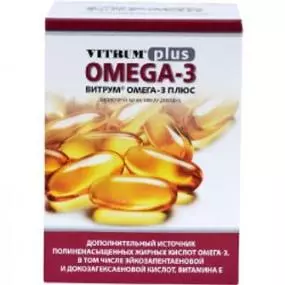 VITRUM® plus
OMEGA-3
ВИТРУМ® ОМЕГА-3 ПЛЮС
ДОПОЛНИТЕЛЬНЫЙ ИСТОЧНИК
ПОЛИНЕНАСЫЩЕННЫХ ЖИРНЫХ КИСЛОТ ОМЕГА-3,
В ТОМ ЧИСЛЕ ЭЙКОЗАПЕНТАЕНОВОЙ
И ДОКОЗАГЕКСАЕНОВОЙ КИСЛОТ, ВИТАМИНА Е